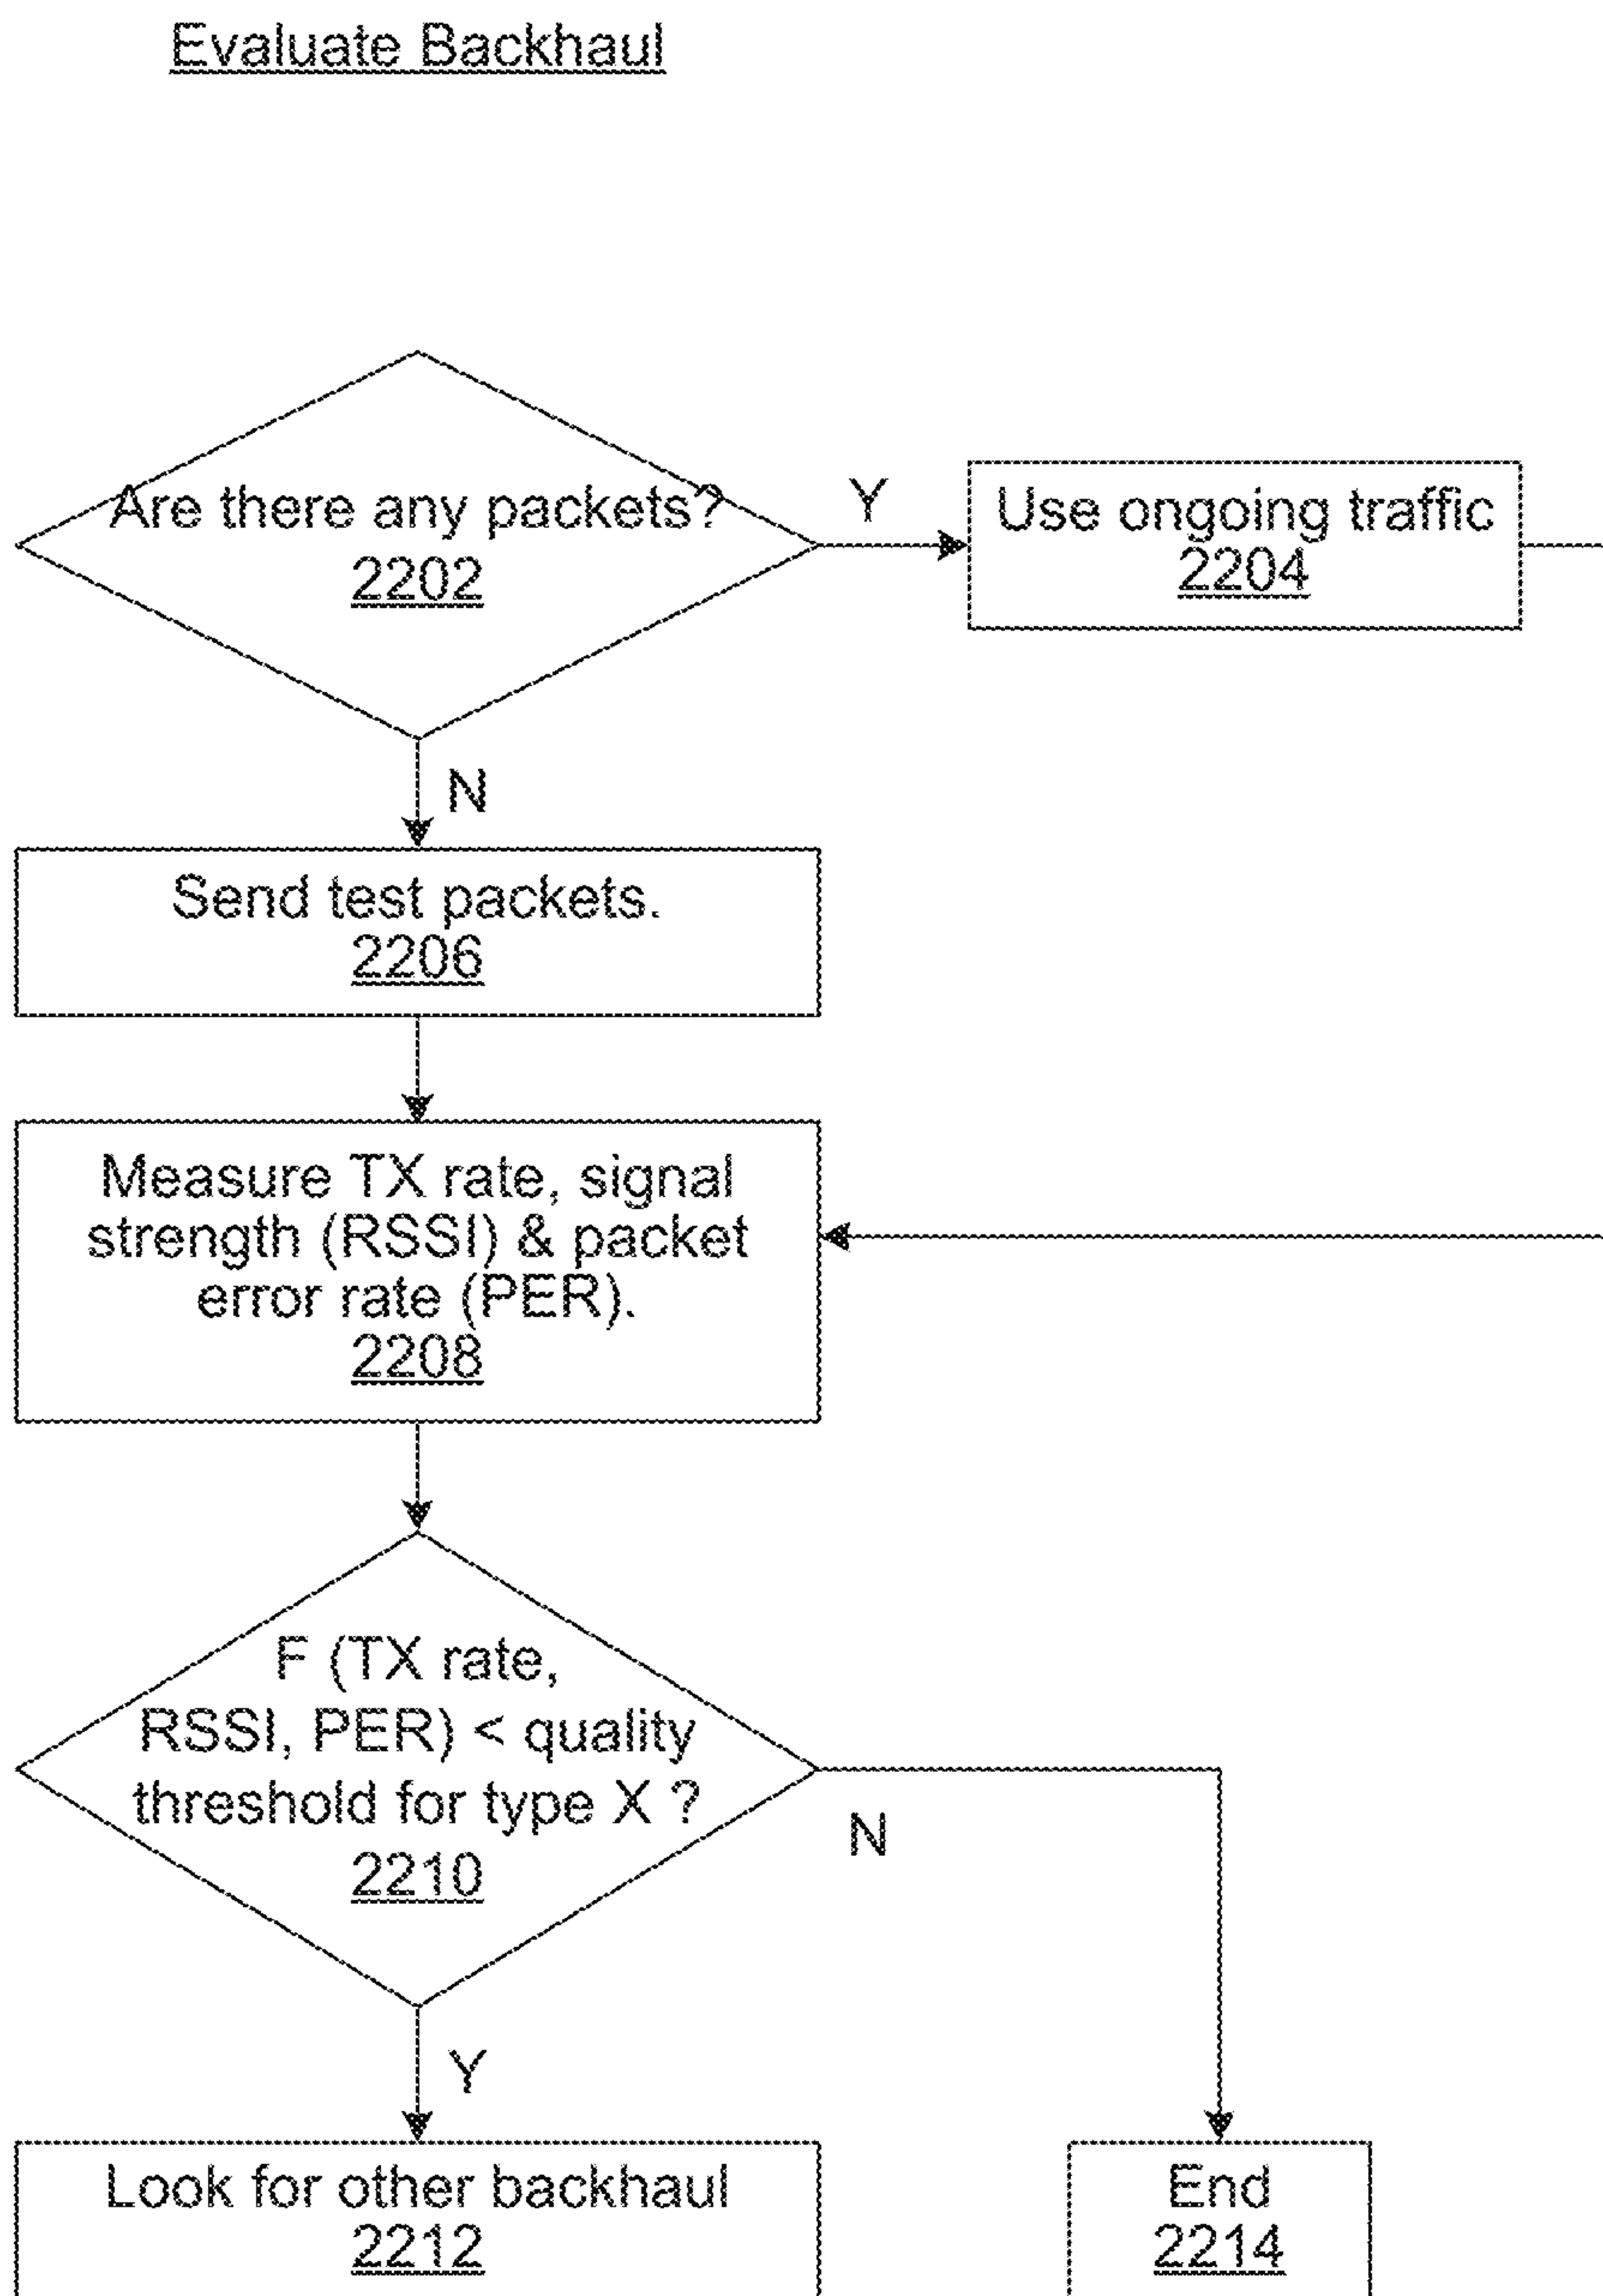 Evaluate Backhaul
Are there any packets?
2202
Y
Use ongoing traffic
2204
N
Send test packets.
2206
Measure TX rate, signal
strength (RSSI) & packet
error rate (PER).
2208
F (TX rate,
RSSI, PER) < quality
threshold for type X ?
2210
N
Y
Look for other backhaul
2212
End
2214